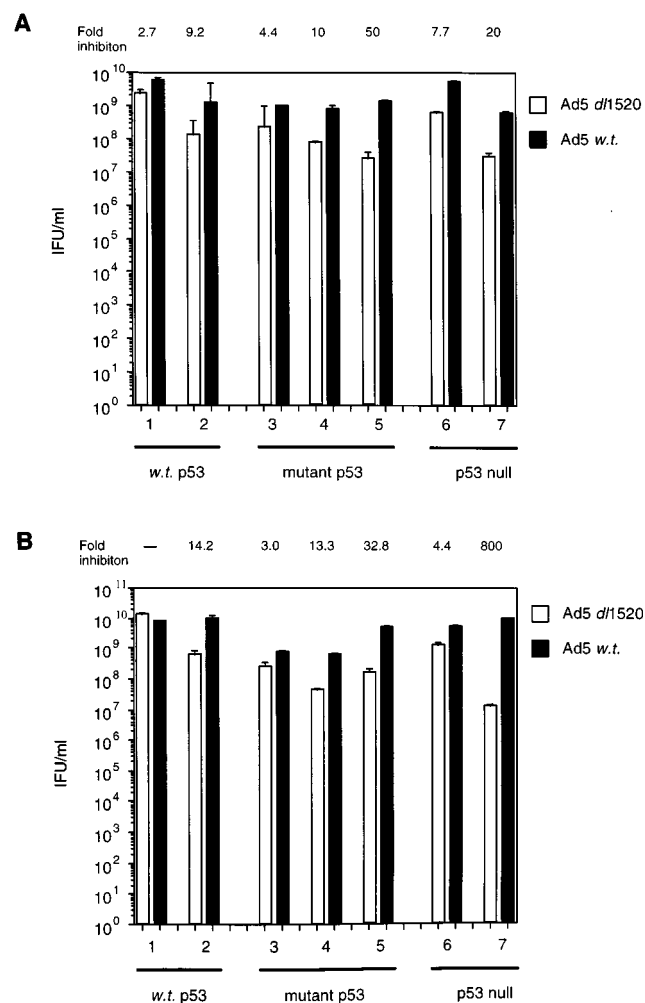 A
Fold inhibiton 2.7 9.2 4.4 10 50 7.7 20
10^10
10^9
10^8
10^7
10^6
10^5
10^4
10^3
10^2
10^1
10^0
IFU/ml
Ad5 dl1520
Ad5 w.t.
1 2 3 4 5 6 7
w.t. p53 mutant p53 p53 null
B
Fold inhibiton — 14.2 3.0 13.3 32.8 4.4 800
10^11
10^10
10^9
10^8
10^7
10^6
10^5
10^4
10^3
10^2
10^1
10^0
IFU/ml
Ad5 dl1520
Ad5 w.t.
1 2 3 4 5 6 7
w.t. p53 mutant p53 p53 null